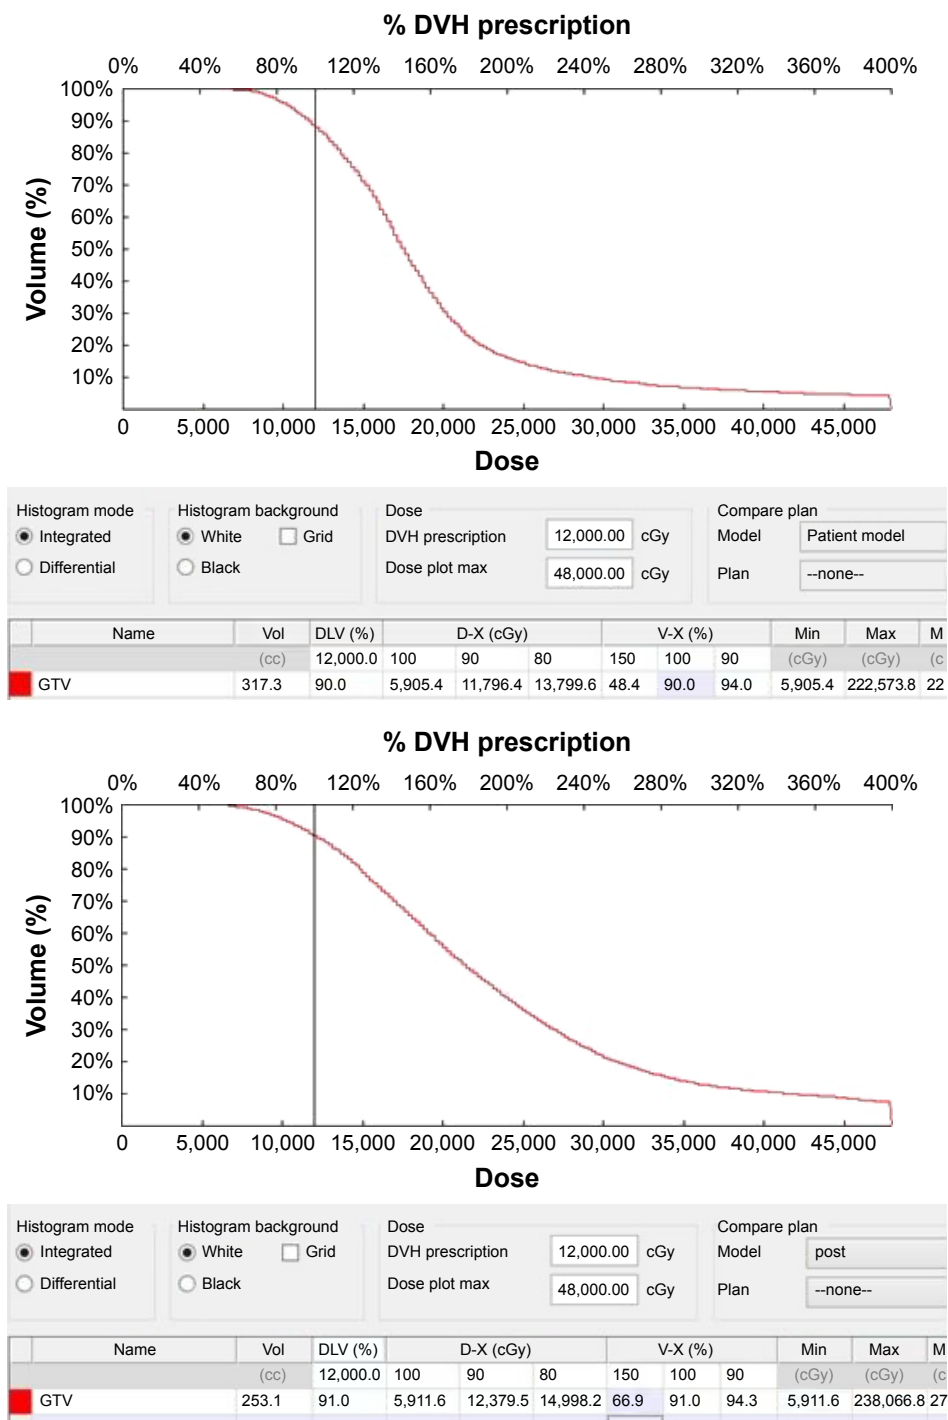 % DVH prescription
0% 40% 80% 120% 160% 200% 240% 280% 320% 360% 400%
100%
90%
80%
70%
60%
50%
40%
30%
20%
10%
Volume (%)
0 5,000 10,000 15,000 20,000 25,000 30,000 35,000 40,000 45,000
Dose
Histogram mode Histogram background Dose Compare plan
Integrated White Grid DVH prescription 12,000.00 cGy Model Patient model
Differential Black Dose plot max 48,000.00 cGy Plan --none--
Name Vol DLV (%) D-X (cGy) V-X (%) Min Max M
(cc) 12,000.0 100 90 80 150 100 90 (cGy) (cGy) (c
GTV 317.3 90.0 5,905.4 11,796.4 13,799.6 48.4 90.0 94.0 5,905.4 222,573.8 22
% DVH prescription
0% 40% 80% 120% 160% 200% 240% 280% 320% 360% 400%
100%
90%
80%
70%
60%
50%
40%
30%
20%
10%
Volume (%)
0 5,000 10,000 15,000 20,000 25,000 30,000 35,000 40,000 45,000
Dose
Histogram mode Histogram background Dose Compare plan
Integrated White Grid DVH prescription 12,000.00 cGy Model post
Differential Black Dose plot max 48,000.00 cGy Plan --none--
Name Vol DLV (%) D-X (cGy) V-X (%) Min Max M
(cc) 12,000.0 100 90 80 150 100 90 (cGy) (cGy) (c
GTV 253.1 91.0 5,911.6 12,379.5 14,998.2 66.9 91.0 94.3 5,911.6 238,066.8 27